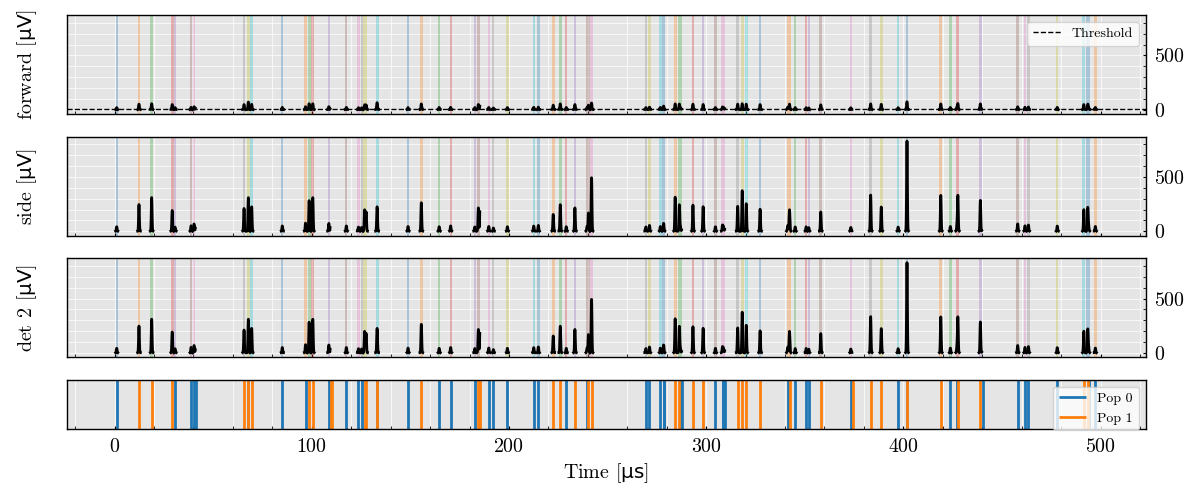 forward [μV]
Threshold
500
0
side [μV]
500
0
det 2 [μV]
500
0
Pop 0
Pop 1
0 100 200 300 400 500
Time [μs]